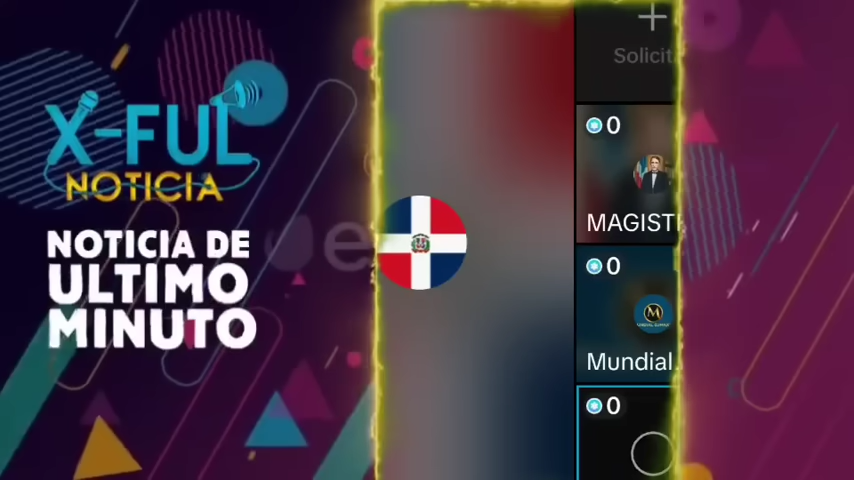 X-FUL
NOTICIA
NOTICIA DE
ULTIMO
MINUTO
Solicit
0
MAGIST
0
Mundial.
0